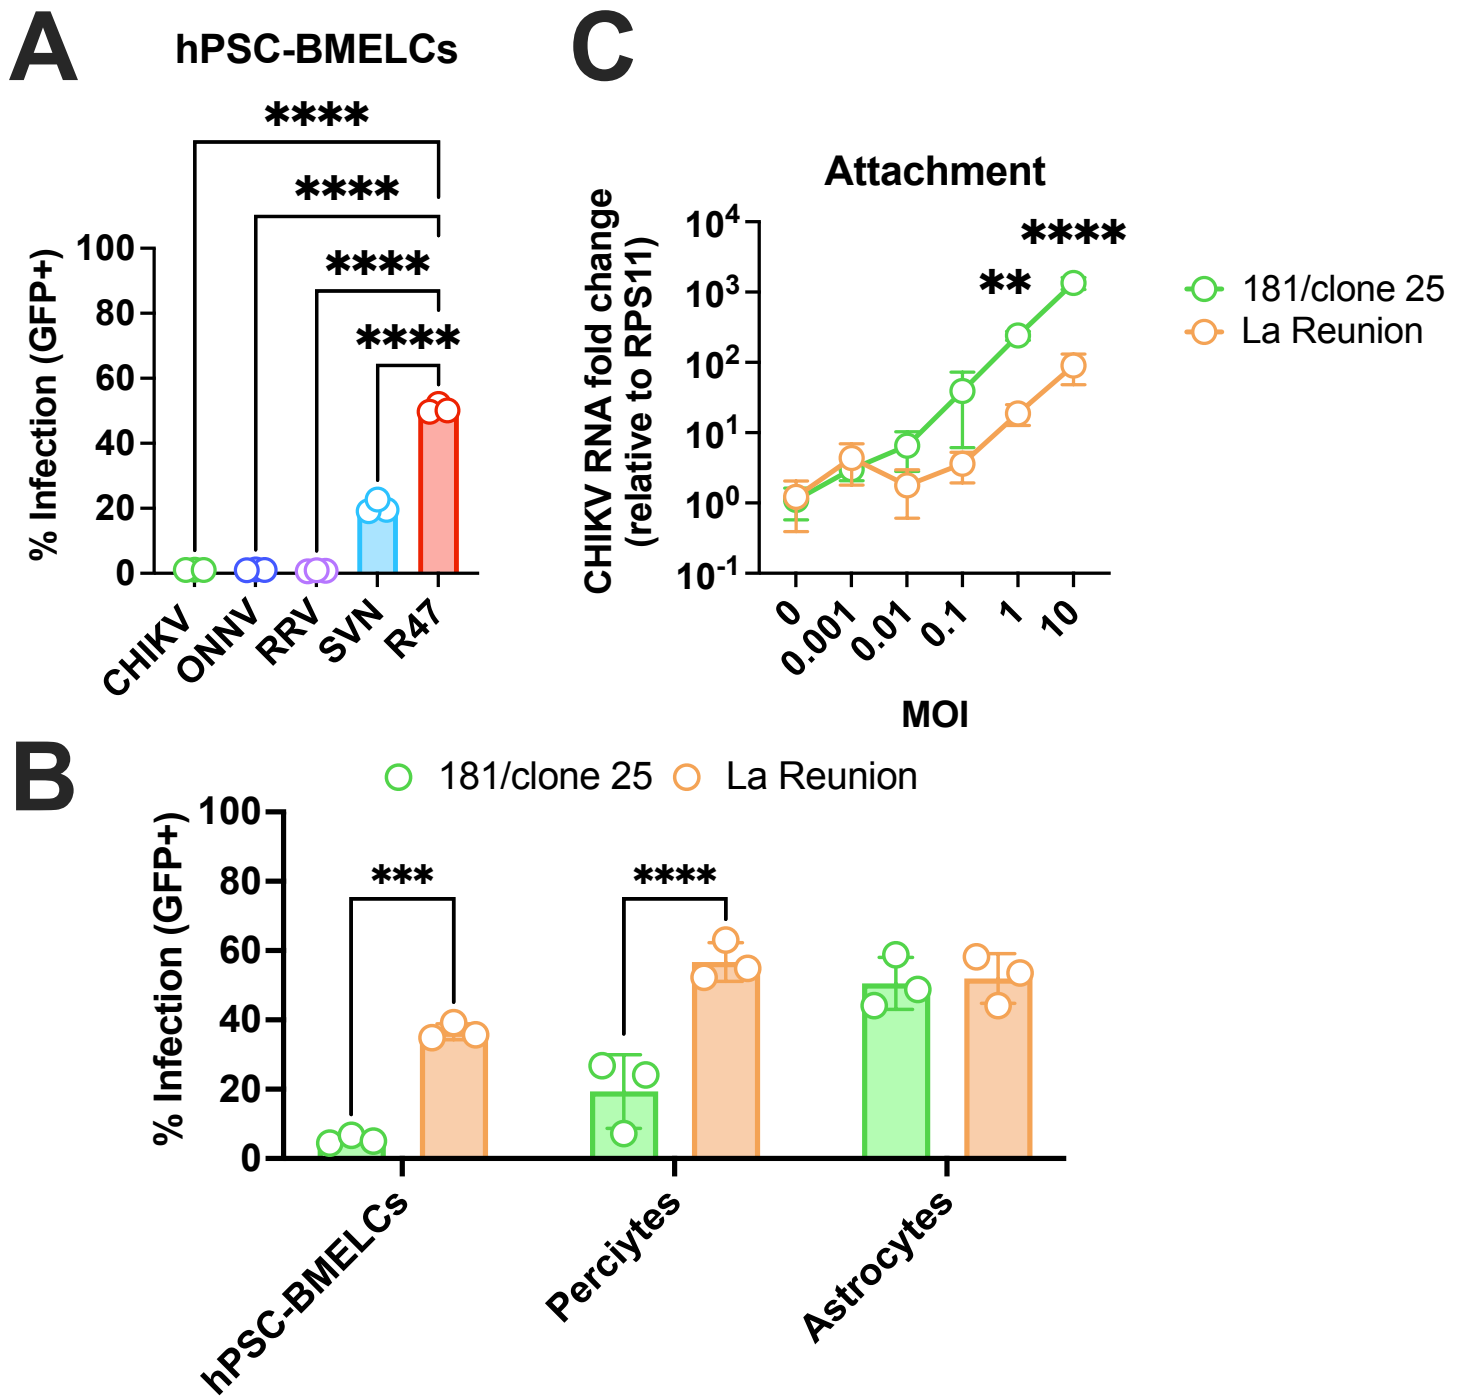 A
hPSC-BMELCs
****
****
****
****
% Infection (GFP+)
100
80
60
40
20
0
CHIKV
ONNV
RRV
SVN
R47
C
Attachment
CHIKV RNA fold change
(relative to RPS11)
10^4
10^3
10^2
10^1
10^0
10^-1
**
****
0
0.001
0.01
0.1
1
10
MOI
181/clone 25
La Reunion
B
181/clone 25
La Reunion
% Infection (GFP+)
100
80
60
40
20
0
***
****
hPSC-BMELCs
Perciytes
Astrocytes